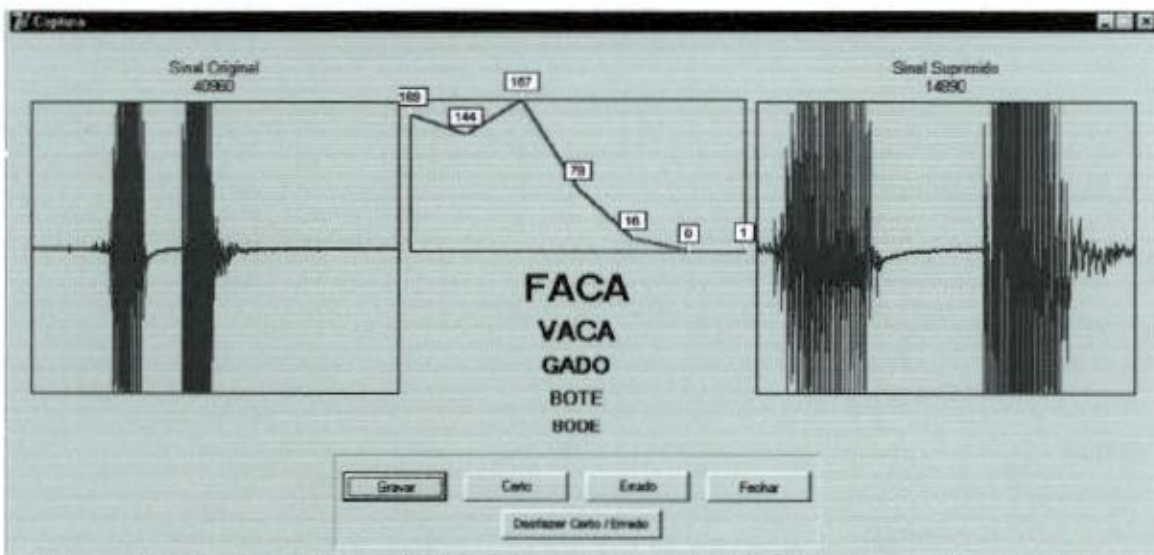 Captura
Sinal Original
40960
169
144
167
79
16
0
1
Sinal Suprimido
14890
FACA
VACA
GADO
BOTE
BODE
Gravar
Certo
Errado
Fechar
Desfazer Certo / Errado